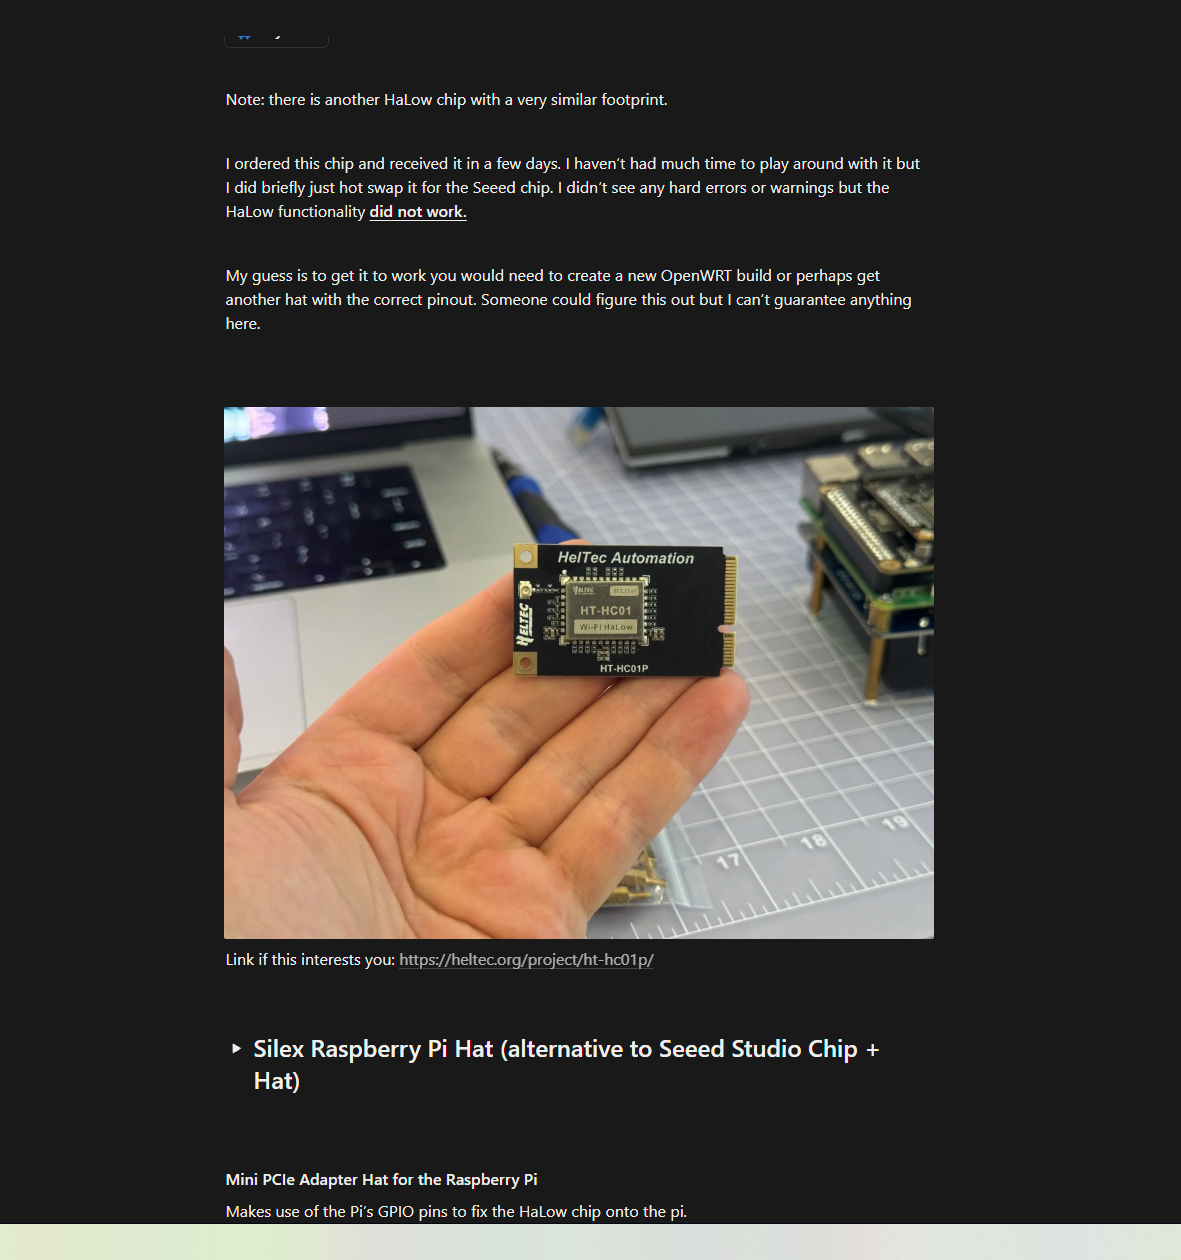 Note: there is another HaLow chip with a very similar footprint.
I ordered this chip and received it in a few days. I haven't had much time to play around with it but
I did briefly just hot swap it for the Seeed chip. I didn't see any hard errors or warnings but the
HaLow functionality did not work.
My guess is to get it to work you would need to create a new OpenWRT build or perhaps get
another hat with the correct pinout. Someone could figure this out but I can't guarantee anything
here.
HelTec Automation
HELTEC
HELTEC
HT-HC01
Wi-Fi HaLow
HT-HC01P
17
18
19
Link if this interests you: https://heltec.org/project/ht-hc01p/
Silex Raspberry Pi Hat (alternative to Seeed Studio Chip +
Hat)
Mini PCIe Adapter Hat for the Raspberry Pi
Makes use of the Pi's GPIO pins to fix the HaLow chip onto the pi.